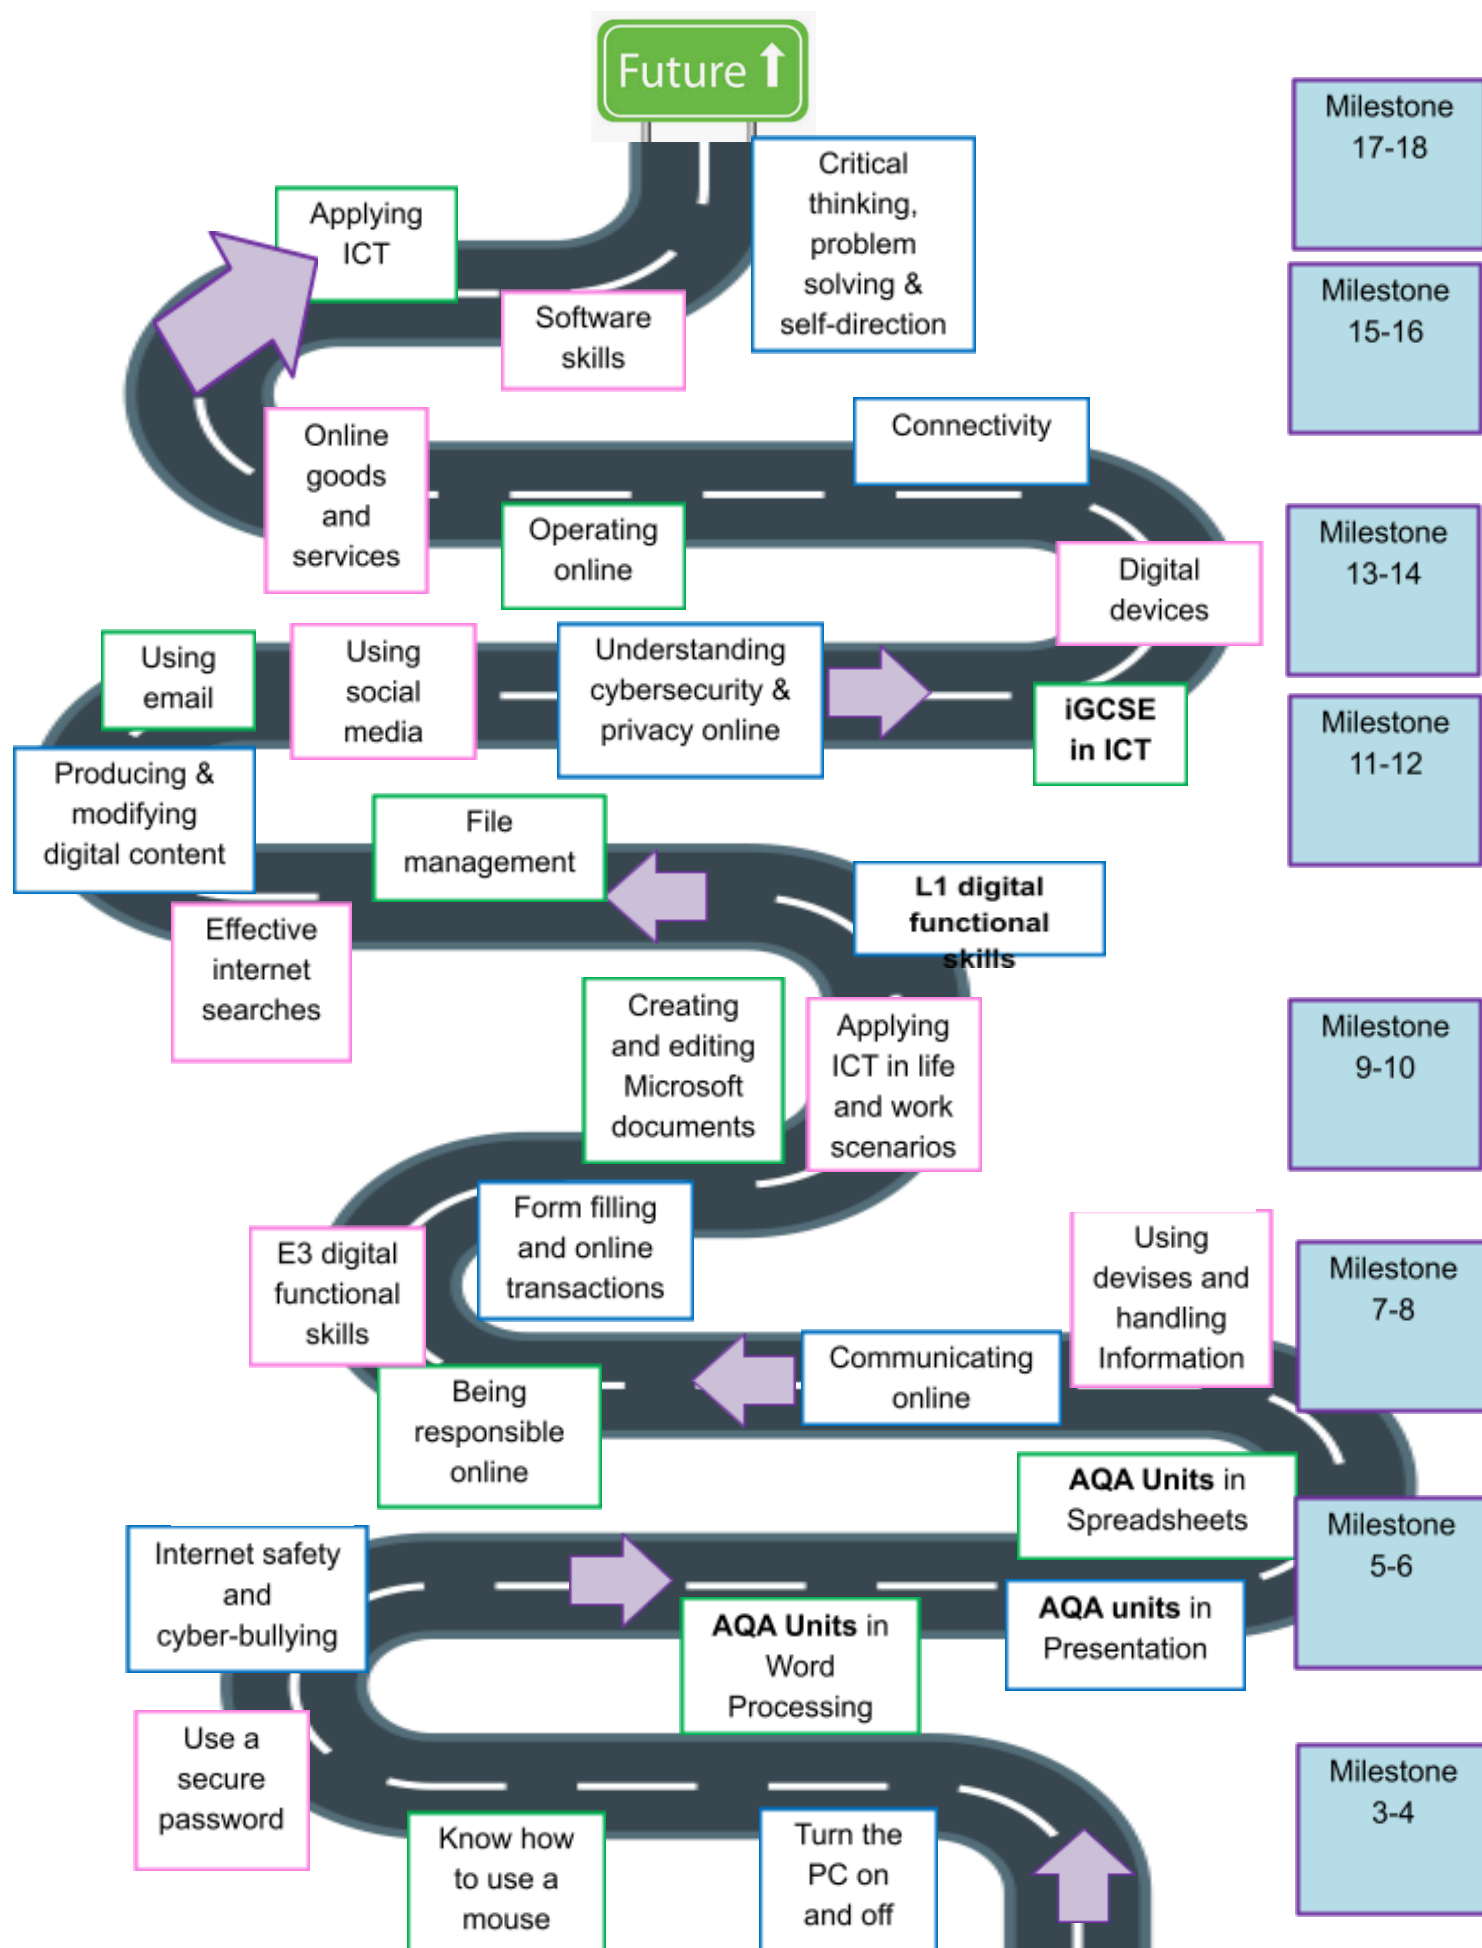 Future
Critical
thinking,
problem
solving &
self-direction
Applying
ICT
Software
skills
Milestone
17-18
Milestone
15-16
Online
goods
and
services
Operating
online
Connectivity
Digital
devices
Milestone
13-14
Using
email
Using
social
media
Understanding
cybersecurity &
privacy online
iGCSE
in ICT
Milestone
11-12
Producing &
modifying
digital content
File
management
L1 digital
functional
skills
Effective
internet
searches
Creating
and editing
Microsoft
documents
Applying
ICT in life
and work
scenarios
Milestone
9-10
Form filling
and online
transactions
E3 digital
functional
skills
Using
devises and
handling
Information
Milestone
7-8
Communicating
online
Being
responsible
online
AQA Units in
Spreadsheets
Milestone
5-6
Internet safety
and
cyber-bullying
AQA Units in
Word
Processing
AQA units in
Presentation
Use a
secure
password
Know how
to use a
mouse
Turn the
PC on
and off
Milestone
3-4